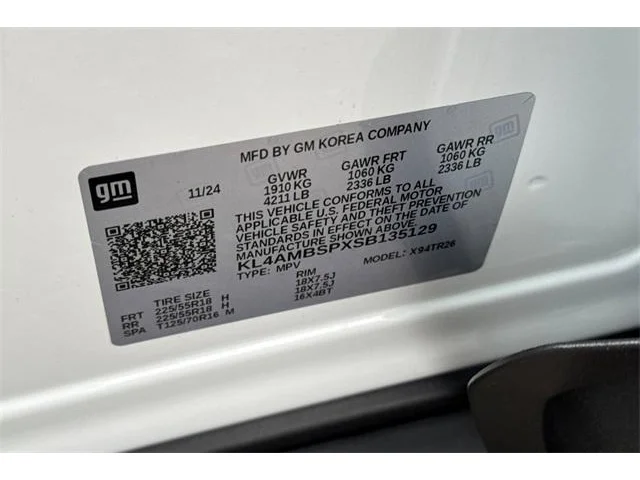 MFD BY GM KOREA COMPANY
gm
11/24
GVWR
1910 KG
4211 LB
GAWR FRT
1060 KG
2336 LB
GAWR RR
1060 KG
2336 LB
THIS VEHICLE CONFORMS TO ALL
APPLICABLE U.S. FEDERAL MOTOR
VEHICLE SAFETY AND THEFT PREVENTION
STANDARDS IN EFFECT ON THE DATE OF
MANUFACTURE SHOWN ABOVE.
KL4AMBSPXSB135129
TYPE: MPV
MODEL: X94TR26
TIRE SIZE
RIM
FRT 225/55R18 H 18X7.5J
RR 225/55R18 H 18X7.5J
SPA T125/70R16 M 16X4BT